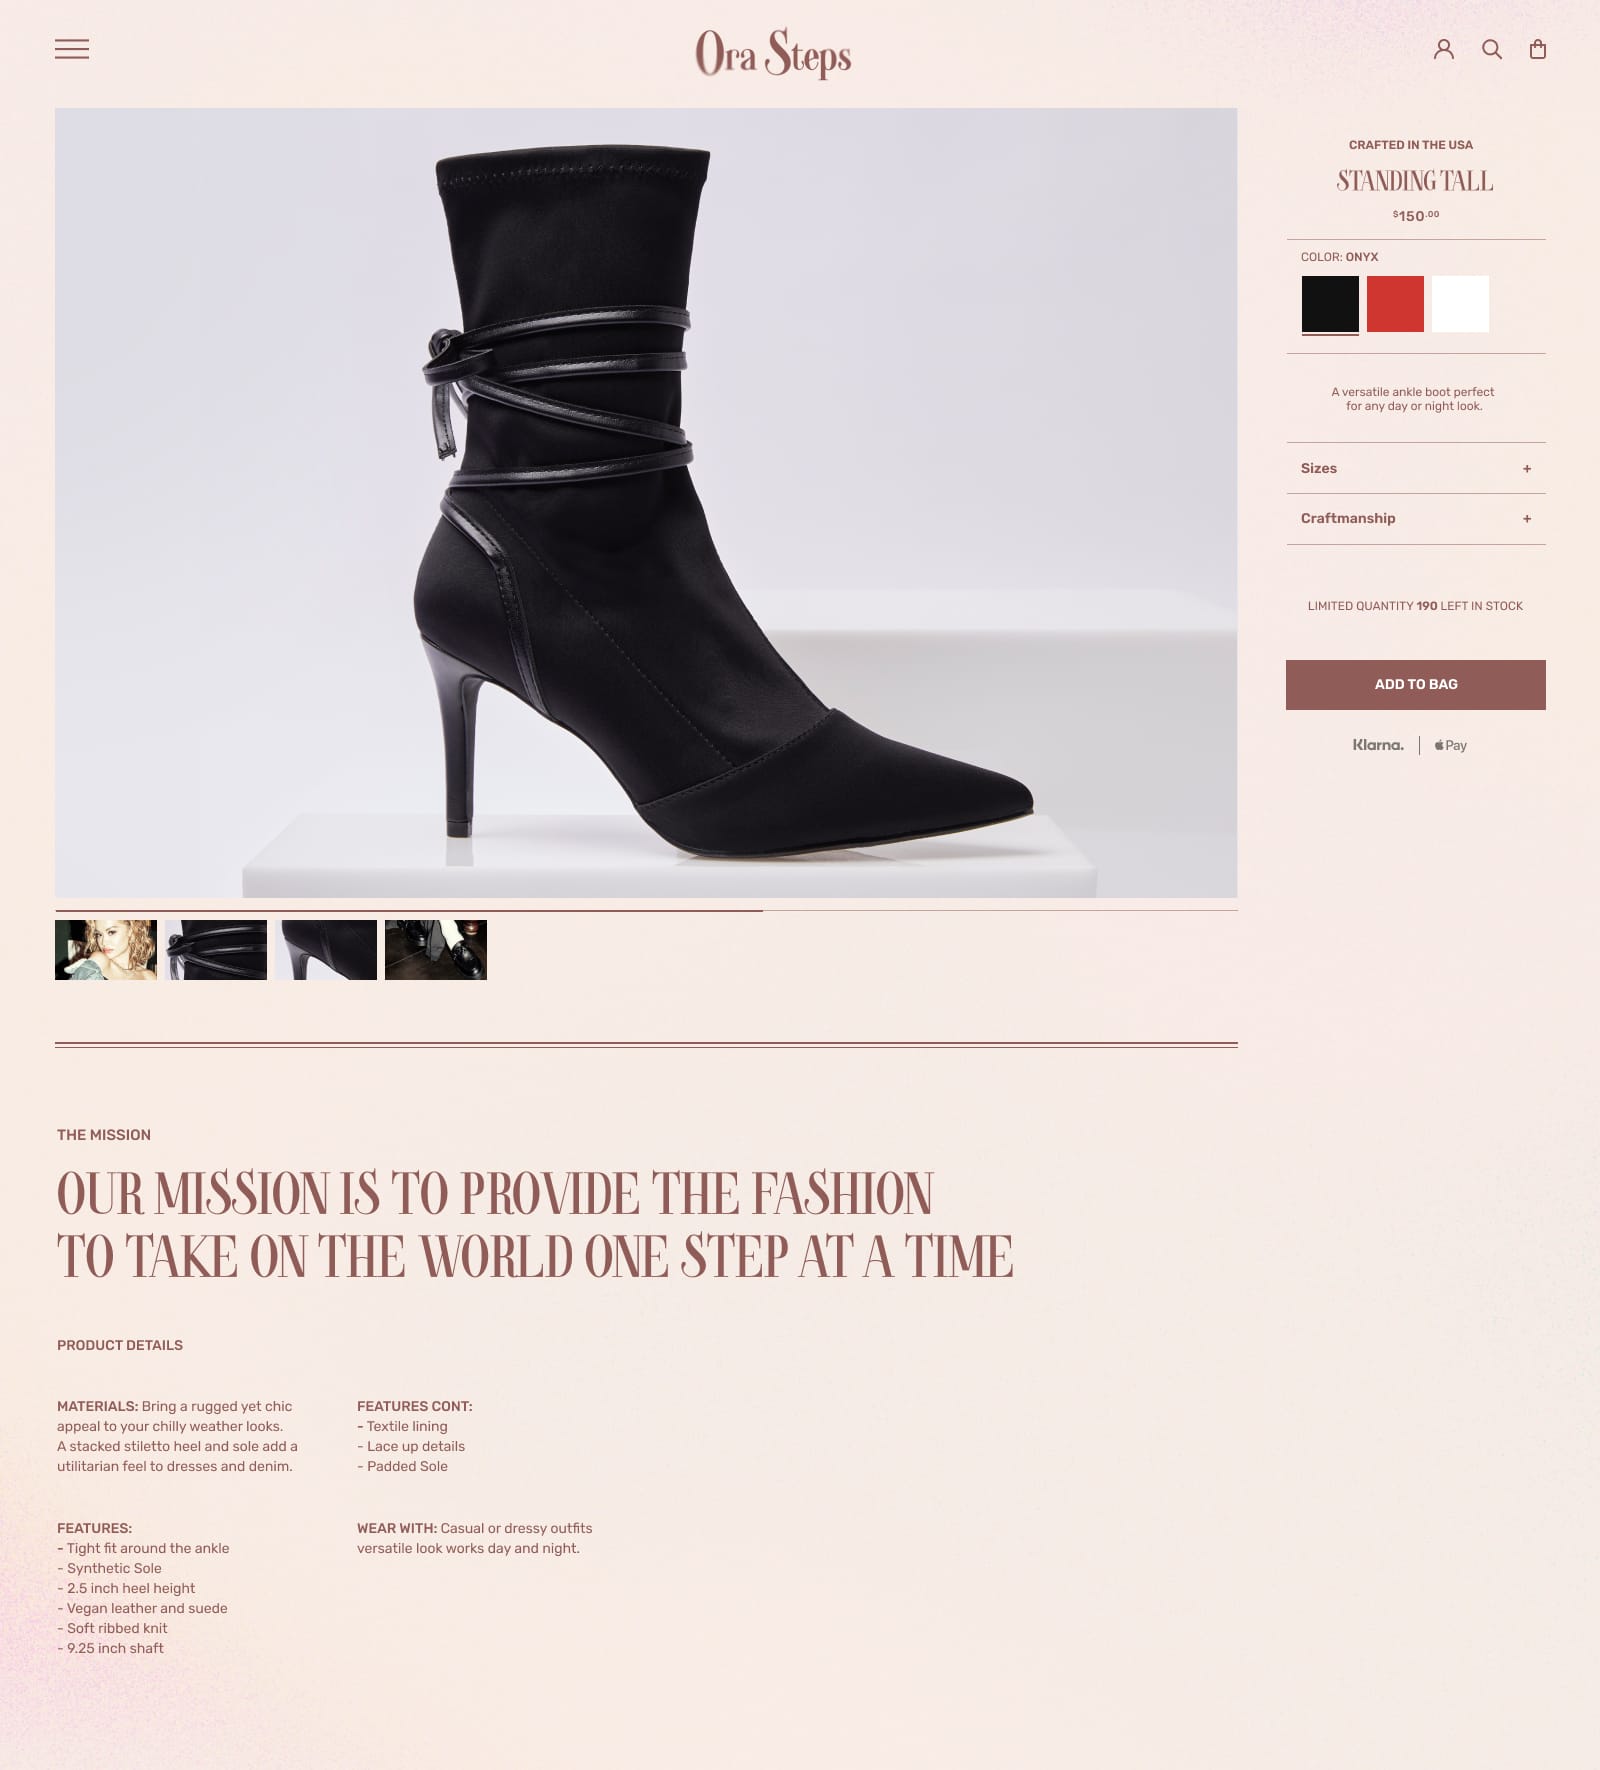 Ora Steps
CRAFTED IN THE USA
STANDING TALL
$150.00
COLOR: ONYX
A versatile ankle boot perfect
for any day or night look.
Sizes +
Craftmanship +
LIMITED QUANTITY 190 LEFT IN STOCK
ADD TO BAG
Klarna. | Pay
THE MISSION
OUR MISSION IS TO PROVIDE THE FASHION
TO TAKE ON THE WORLD ONE STEP AT A TIME
PRODUCT DETAILS
MATERIALS: Bring a rugged yet chic
appeal to your chilly weather looks.
A stacked stiletto heel and sole add a
utilitarian feel to dresses and denim.
FEATURES CONT:
- Textile lining
- Lace up details
- Padded Sole
FEATURES:
- Tight fit around the ankle
- Synthetic Sole
- 2.5 inch heel height
- Vegan leather and suede
- Soft ribbed knit
- 9.25 inch shaft
WEAR WITH: Casual or dressy outfits
versatile look works day and night.